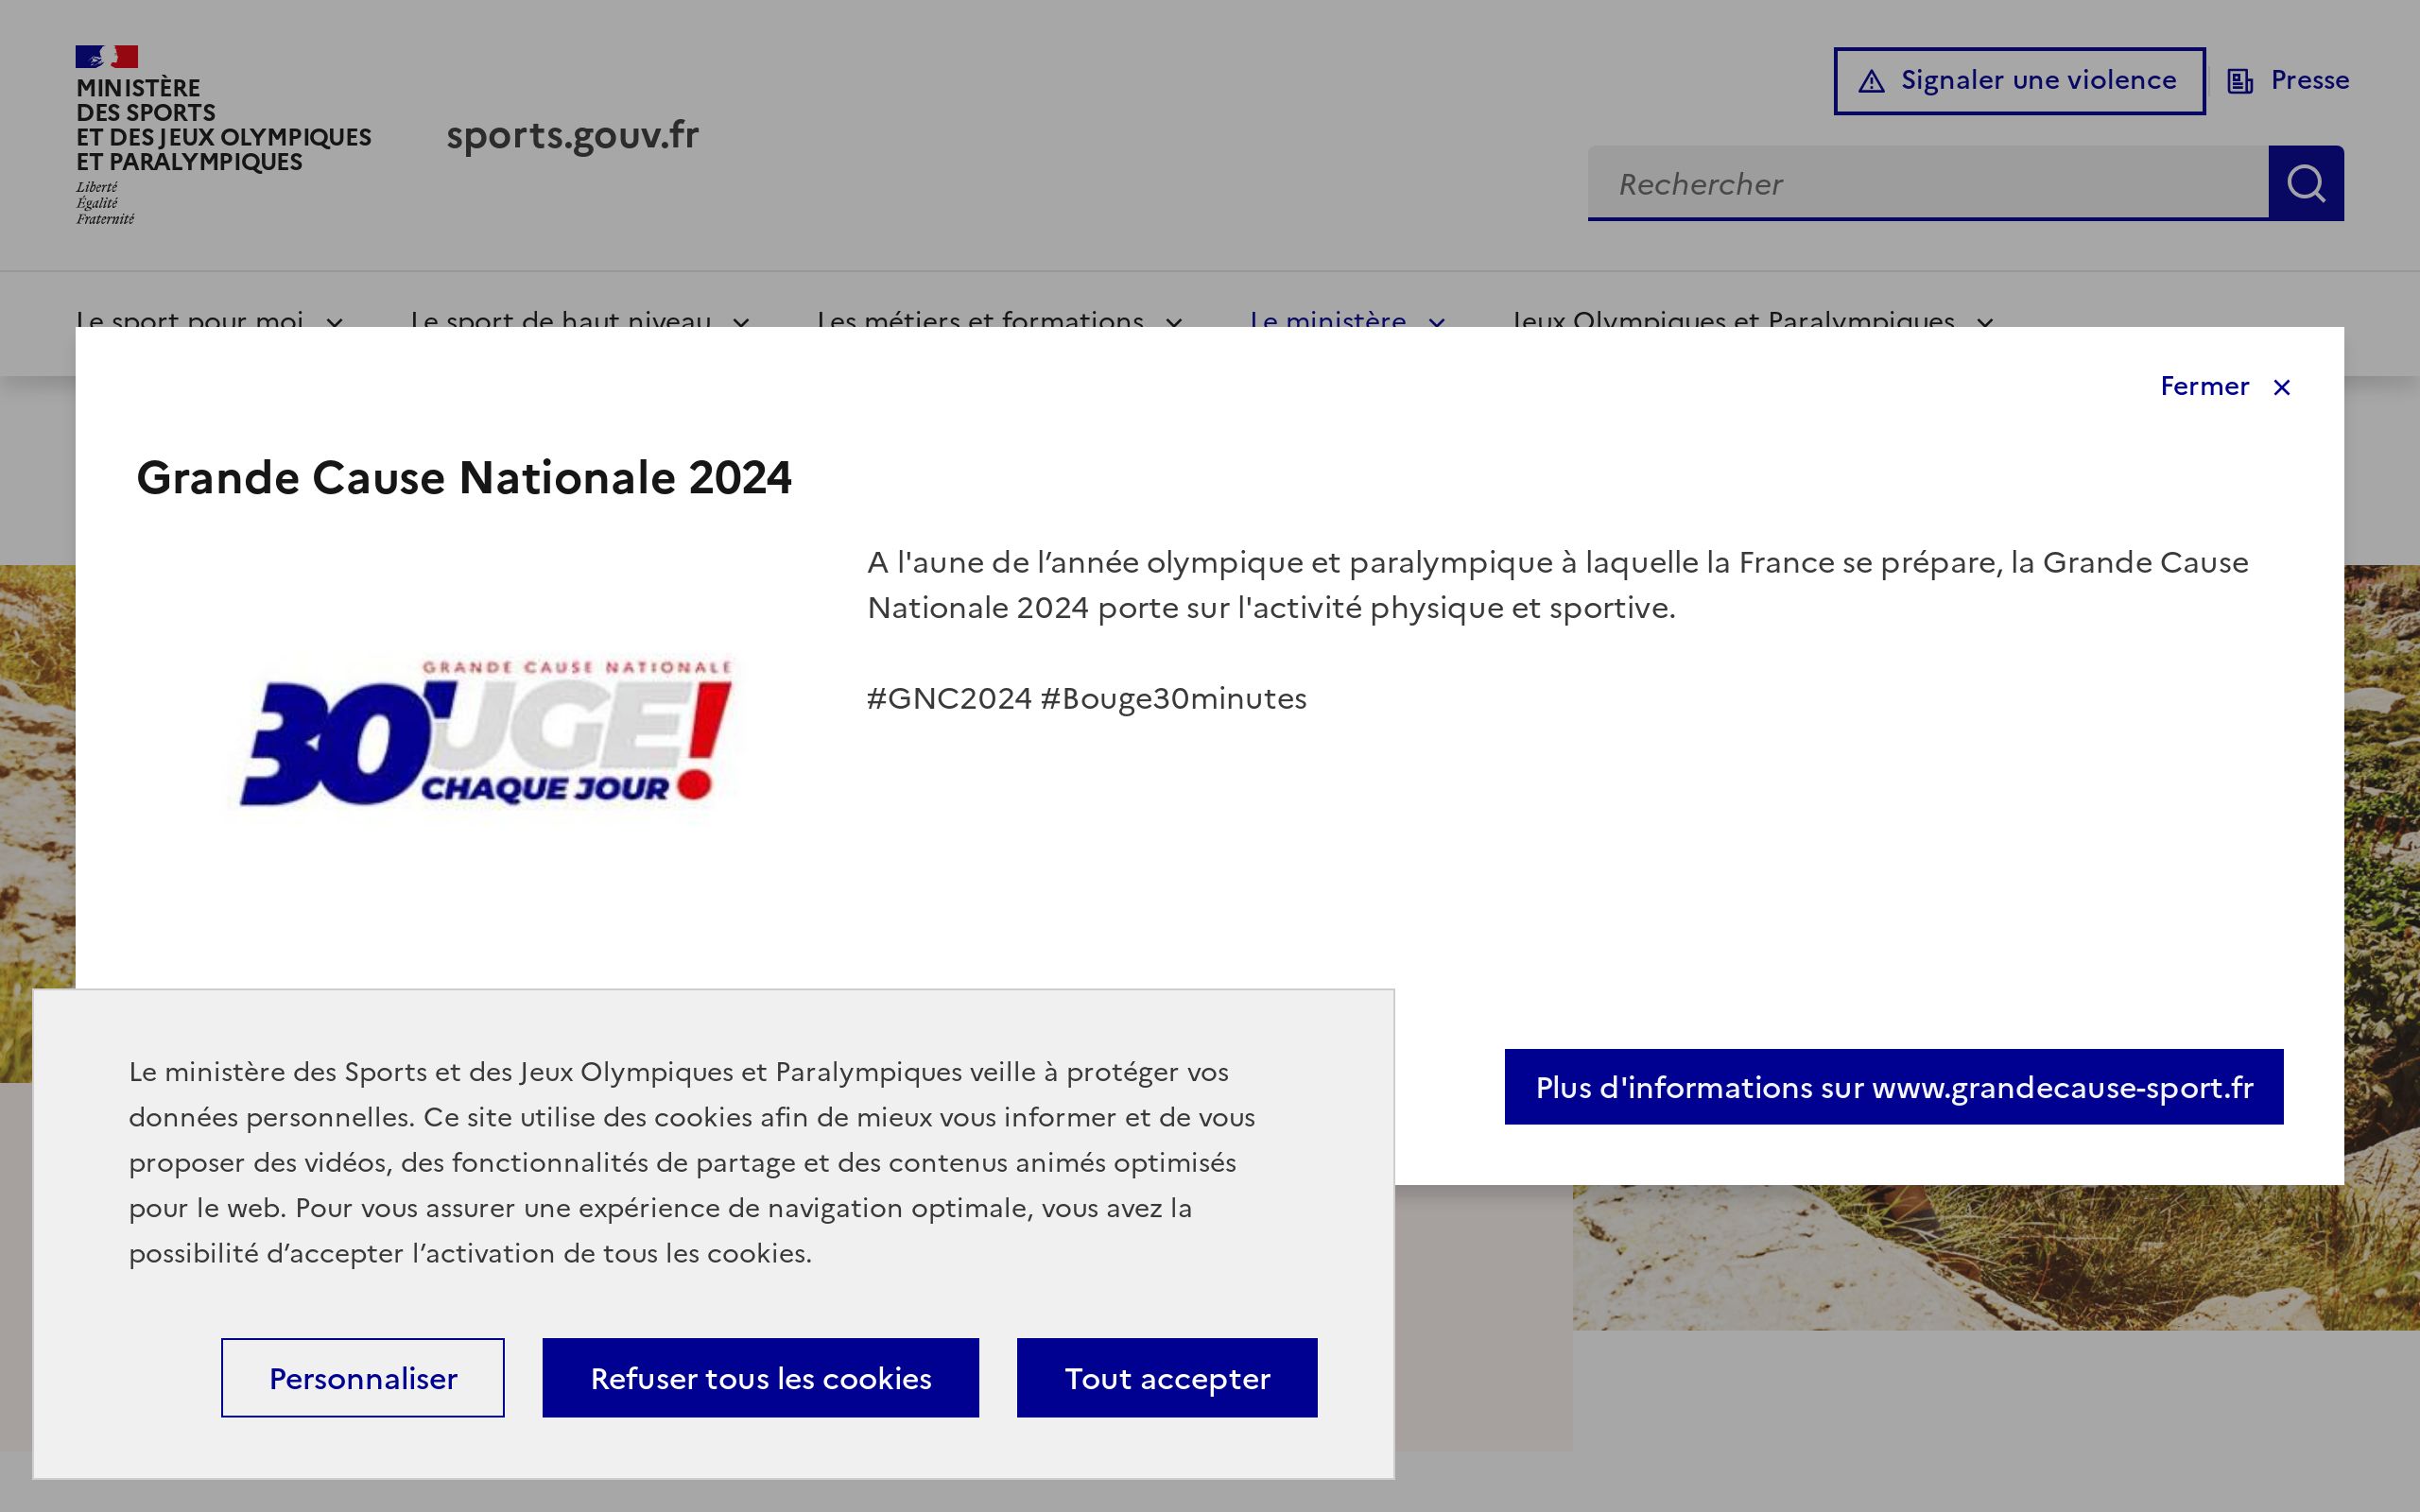 MINISTÈRE
DES SPORTS
ET DES JEUX OLYMPIQUES
ET PARALYMPIQUES
Liberté
Égalité
Fraternité
sports.gouv.fr
Signaler une violence
Presse
Rechercher
Le sport pour moi
Le sport de haut niveau
Les métiers et formations
Le ministère
Jeux Olympiques et Paralympiques
Fermer
Grande Cause Nationale 2024
GRANDE CAUSE NATIONALE
30'UGE!
CHAQUE JOUR
A l'aune de l’année olympique et paralympique à laquelle la France se prépare, la Grande Cause
Nationale 2024 porte sur l'activité physique et sportive.
#GNC2024 #Bouge30minutes
Plus d'informations sur www.grandecause-sport.fr
Le ministère des Sports et des Jeux Olympiques et Paralympiques veille à protéger vos
données personnelles. Ce site utilise des cookies afin de mieux vous informer et de vous
proposer des vidéos, des fonctionnalités de partage et des contenus animés optimisés
pour le web. Pour vous assurer une expérience de navigation optimale, vous avez la
possibilité d’accepter l’activation de tous les cookies.
Personnaliser
Refuser tous les cookies
Tout accepter